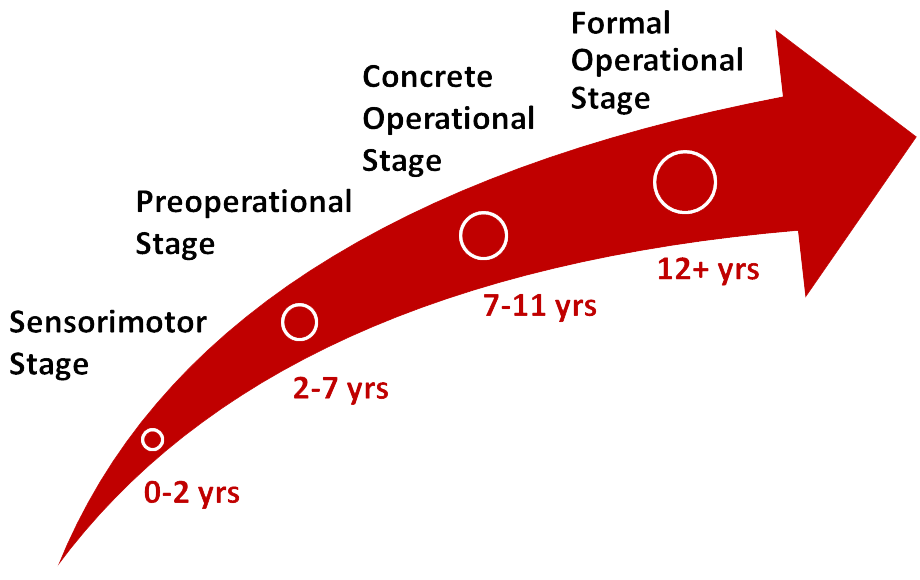 Formal
Operational
Stage
Concrete
Operational
Stage
Preoperational
Stage
Sensorimotor
Stage
12+ yrs
7-11 yrs
2-7 yrs
0-2 yrs